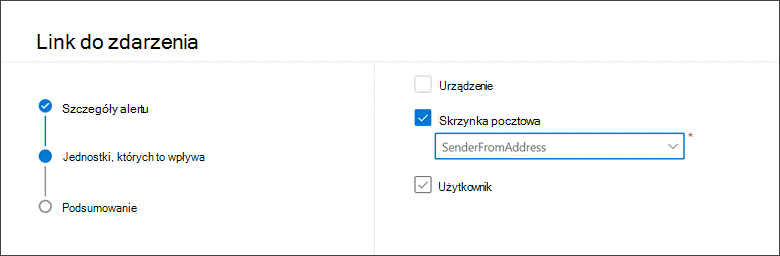 Link do zdarzenia
Szczegóły alertu
Jednostki, których to wpływa
Podsumowanie
Urządzenie
Skrzynka pocztowa
SenderFromAddress
*
Użytkownik